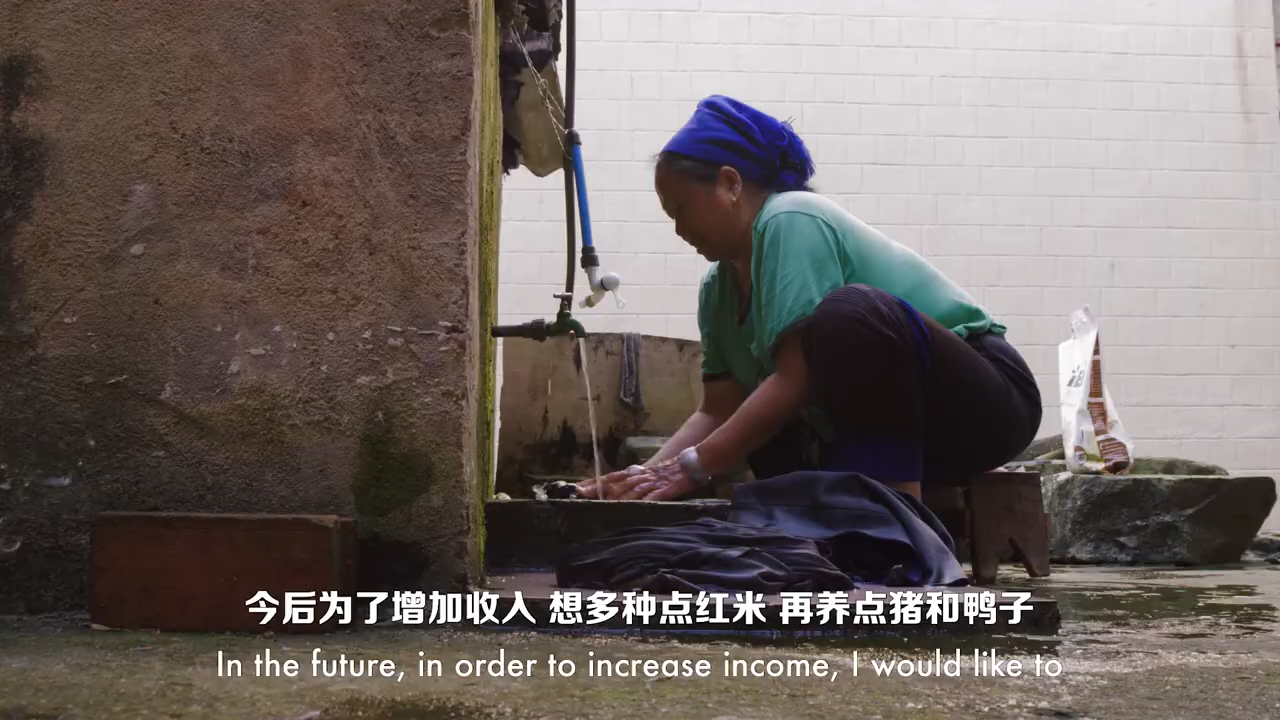 今后为了增加收入 想多种点红米 再养点猪和鸭子
In the future, in order to increase income, I would like to